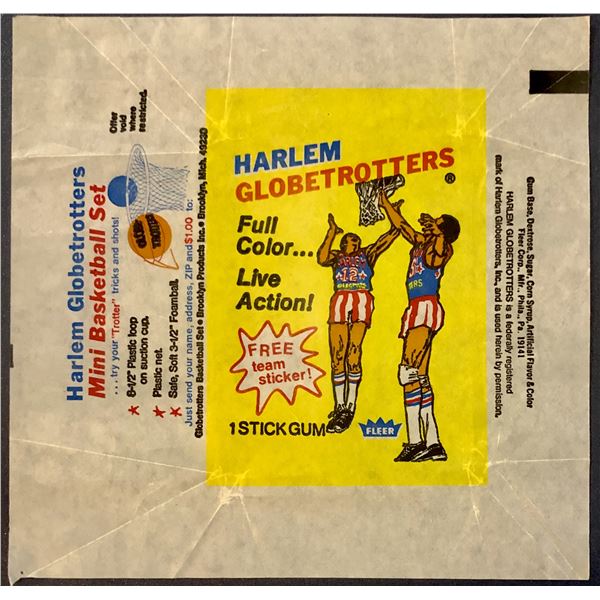 HARLEM
GLOBETROTTERS
®
Full
Color...
Live
Action!
FREE
team
sticker!
1 STICK GUM
FLEER
12
Harlem Globetrotters
Mini Basketball Set
... try your "Trotter" tricks and shots!
★ 8-1/2" Plastic loop
on suction cup.
★ Plastic net.
★ Safe, Soft 3-1/2" Foamball.
Just send your name, address, ZIP and $1.00 to:
Globetrotters Basketball Set • Brooklyn Products Inc. • Brooklyn, Mich. 49230
Offer
void
where
restricted.
GLOBE
TROTTER
Gum Base, Dextrose, Sugar, Corn Syrup, Artificial Flavor & Color
Fleer Corp., Mfr., Phila., Pa. 19141
HARLEM GLOBETROTTERS is a federally registered
mark of Harlem Globetrotters, Inc., and is used herein by permission.